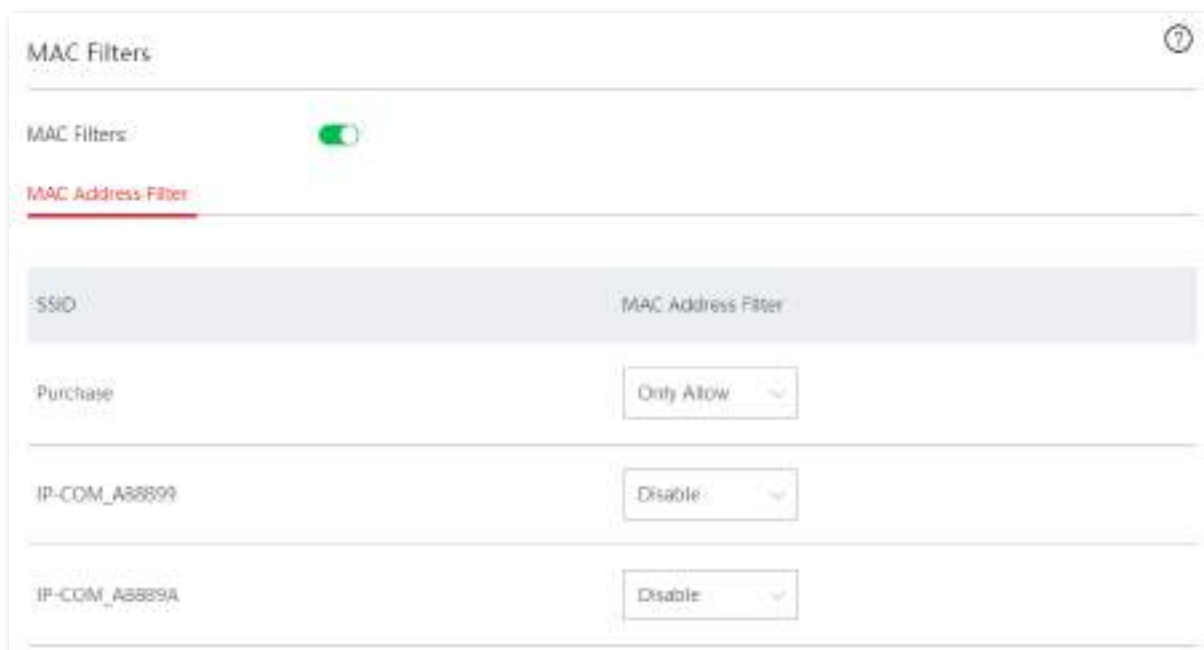 MAC Filters
MAC Filters:
MAC Address Filter
SSID MAC Address Filter
Purchase Only Allow
IP-COM_A88899 Disable
IP-COM_A8889A Disable